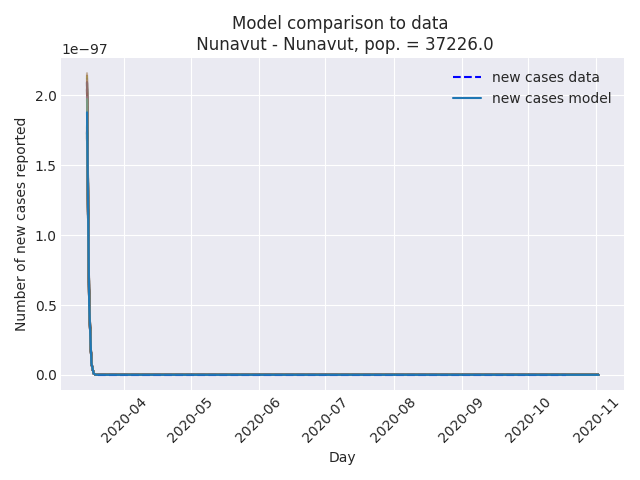 Model comparison to data
Nunavut - Nunavut, pop. = 37226.0
1e−97
new cases data
new cases model
Number of new cases reported
2.0
1.5
1.0
0.5
0.0
2020-04
2020-05
2020-06
2020-07
2020-08
2020-09
2020-10
2020-11
Day